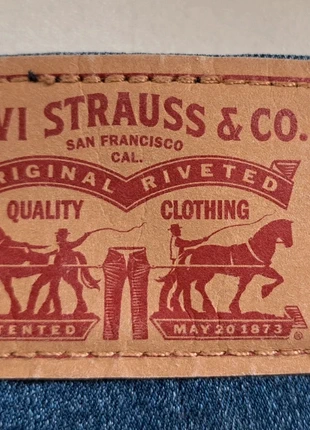 VI STRAUSS & CO.
SAN FRANCISCO
CAL.
RIGINAL RIVETED
QUALITY CLOTHING
TENTED MAY 20 1873
®